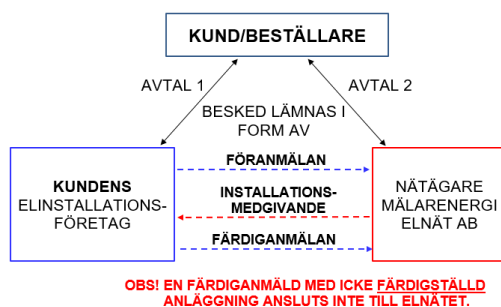 KUND/BESTÄLLARE
AVTAL 1
AVTAL 2
BESKED LÄMNAS I
FORM AV
KUNDENS
ELINSTALLATIONS-
FÖRETAG
FÖRANMÄLAN
INSTALLATIONS-
MEDGIVANDE
FÄRDIGANMÄLAN
NÄTÄGARE
MÄLARENERGI
ELNÄT AB
OBS! EN FÄRDIGANMÄLD MED ICKE FÄRDIGSTÄLLD
ANLÄGGNING ANSLUTS INTE TILL ELNÄTET.